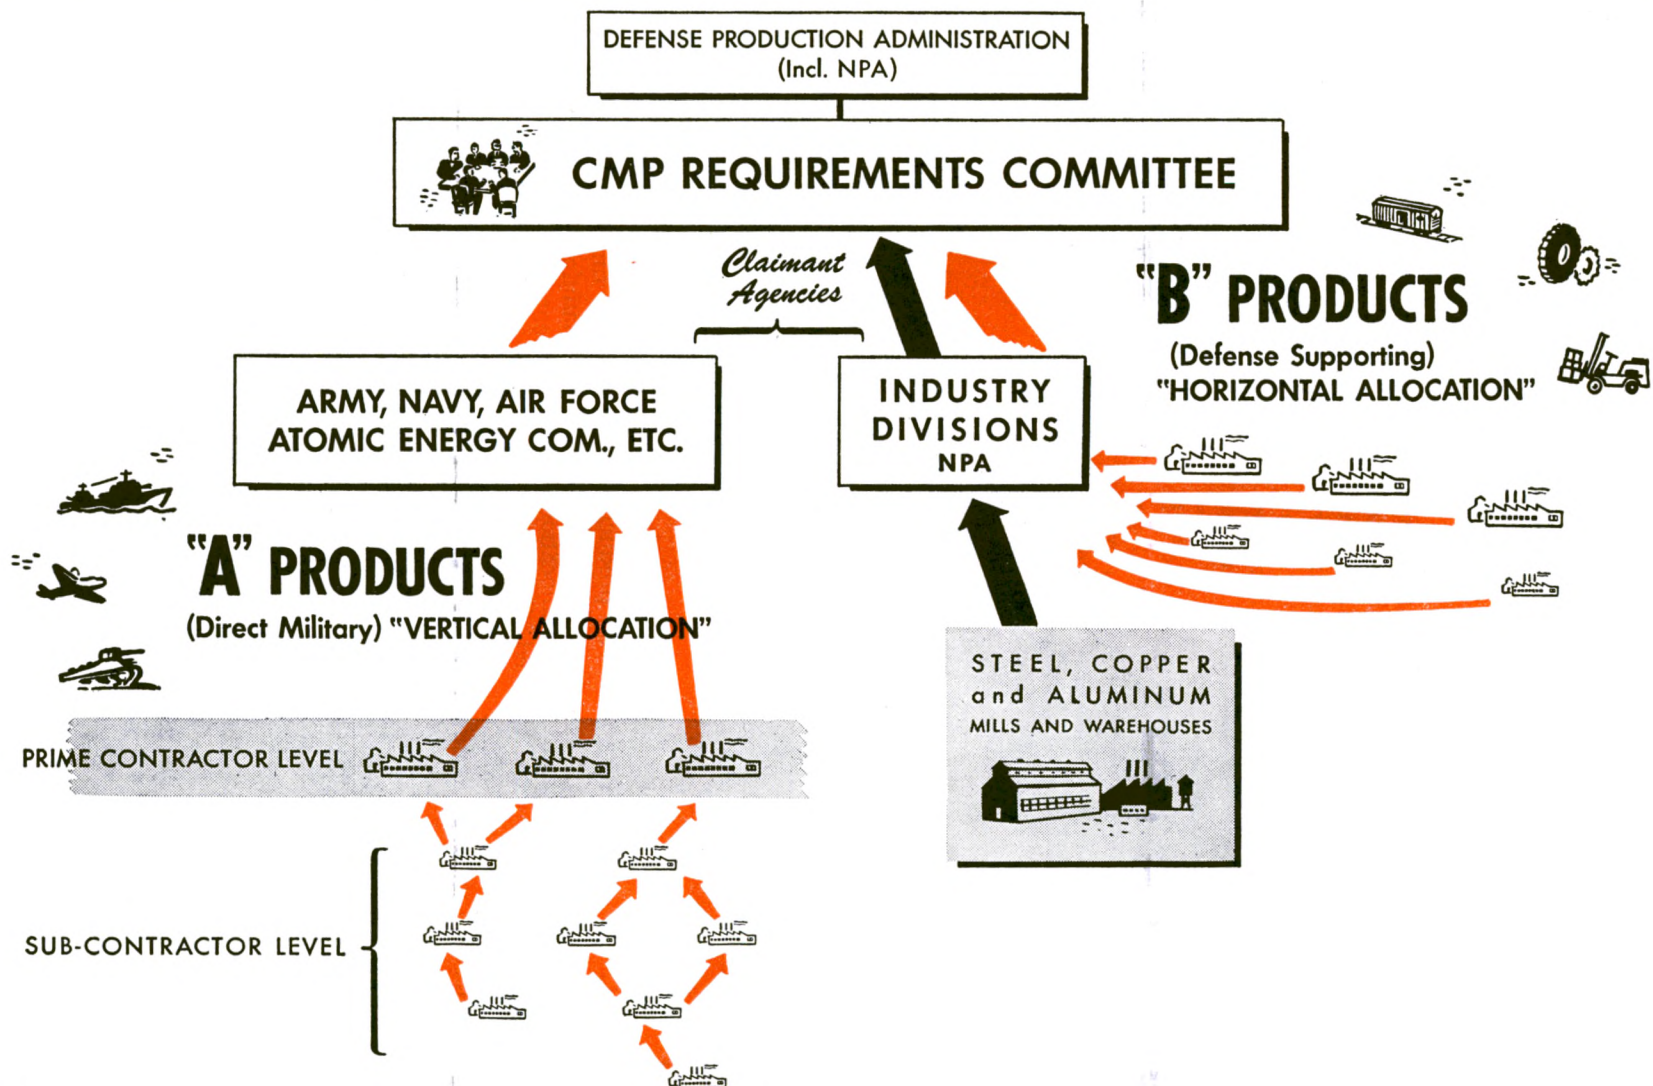 DEFENSE PRODUCTION ADMINISTRATION
(Incl. NPA)
CMP REQUIREMENTS COMMITTEE
Claimant
Agencies
"B" PRODUCTS
(Defense Supporting)
"HORIZONTAL ALLOCATION"
ARMY, NAVY, AIR FORCE
ATOMIC ENERGY COM., ETC.
INDUSTRY
DIVISIONS
NPA
"A" PRODUCTS
(Direct Military) "VERTICAL ALLOCATION"
STEEL, COPPER
and ALUMINUM
MILLS AND WAREHOUSES
PRIME CONTRACTOR LEVEL
SUB-CONTRACTOR LEVEL